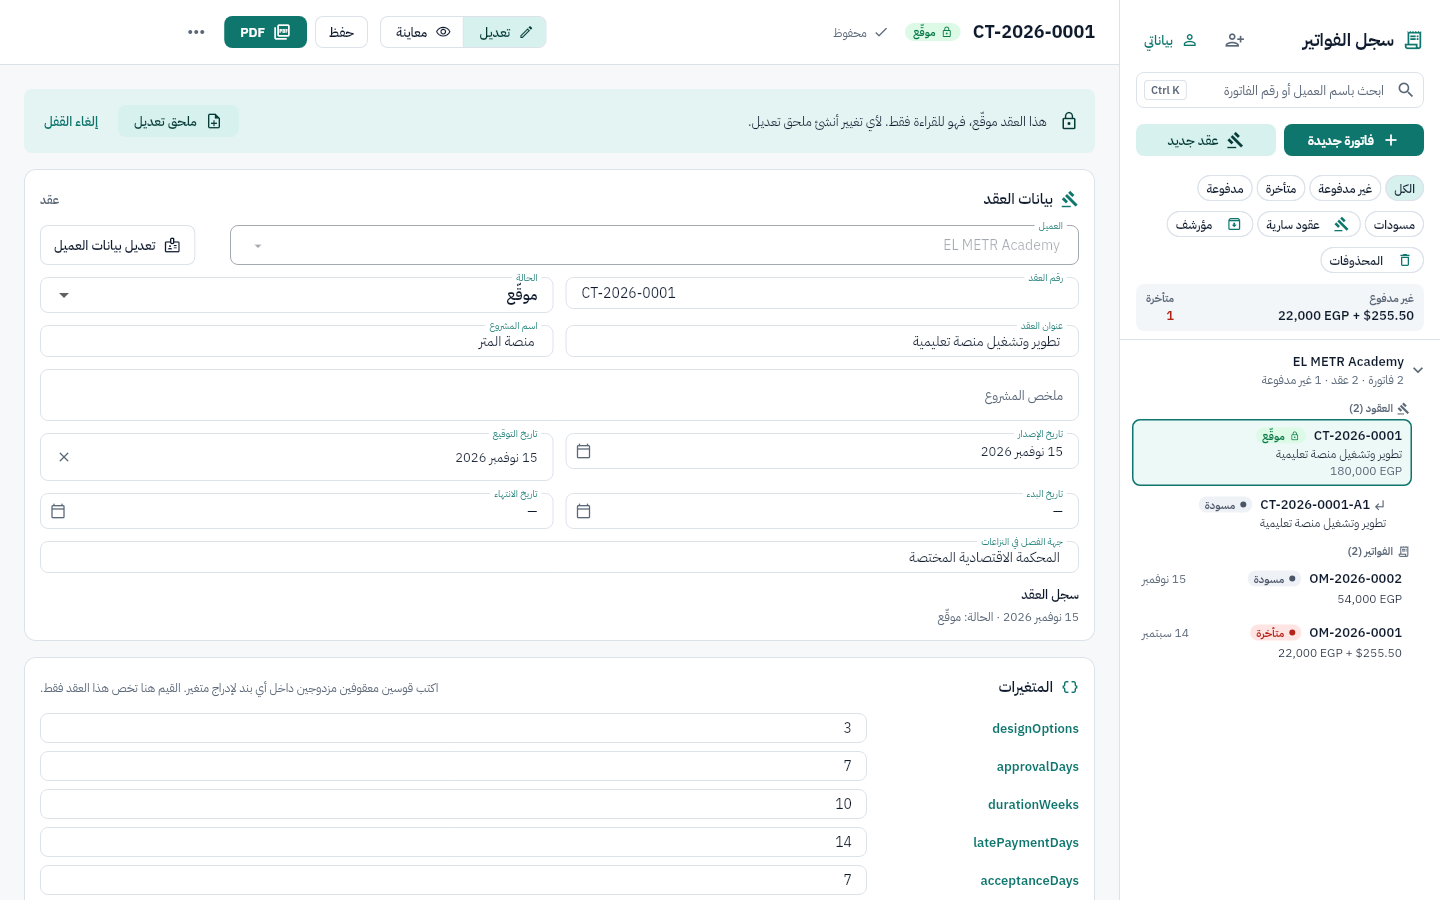 سجل الفواتير
بياناتي
ابحث باسم العميل أو رقم الفاتورة
Ctrl K
فاتورة جديدة
عقد جديد
الكل
غير مدفوعة
متأخرة
مدفوعة
مسودات
عقود سارية
مؤرشف
المحذوفات
غير مدفوع
متأخرة
22,000 EGP + $255.50
1
EL METR Academy
2 فاتورة · 2 عقد · 1 غير مدفوعة
العقود (2)
CT-2026-0001 موقّع
تطوير وتشغيل منصة تعليمية
180,000 EGP
CT-2026-0001-A1 مسودة
تطوير وتشغيل منصة تعليمية
الفواتير (2)
OM-2026-0002 مسودة 15 نوفمبر
54,000 EGP
OM-2026-0001 متأخرة 14 سبتمبر
22,000 EGP + $255.50
CT-2026-0001 موقّع محفوظ
تعديل
معاينة
حفظ
PDF
هذا العقد موقّع، فهو للقراءة فقط. لأي تغيير أنشئ ملحق تعديل.
ملحق تعديل
إلغاء القفل
بيانات العقد
عقد
العميل
EL METR Academy
تعديل بيانات العميل
رقم العقد
CT-2026-0001
الحالة
موقّع
عنوان العقد
تطوير وتشغيل منصة تعليمية
اسم المشروع
منصة المتر
ملخص المشروع
تاريخ الإصدار
15 نوفمبر 2026
تاريخ التوقيع
15 نوفمبر 2026
تاريخ البدء
—
تاريخ الانتهاء
—
جهة الفصل في النزاعات
المحكمة الاقتصادية المختصة
سجل العقد
15 نوفمبر 2026 · الحالة: موقّع
المتغيرات
اكتب قوسين معقوفين مزدوجين داخل أي بند لإدراج متغير. القيم هنا تخص هذا العقد فقط.
designOptions
3
approvalDays
7
durationWeeks
10
latePaymentDays
14
acceptanceDays
7